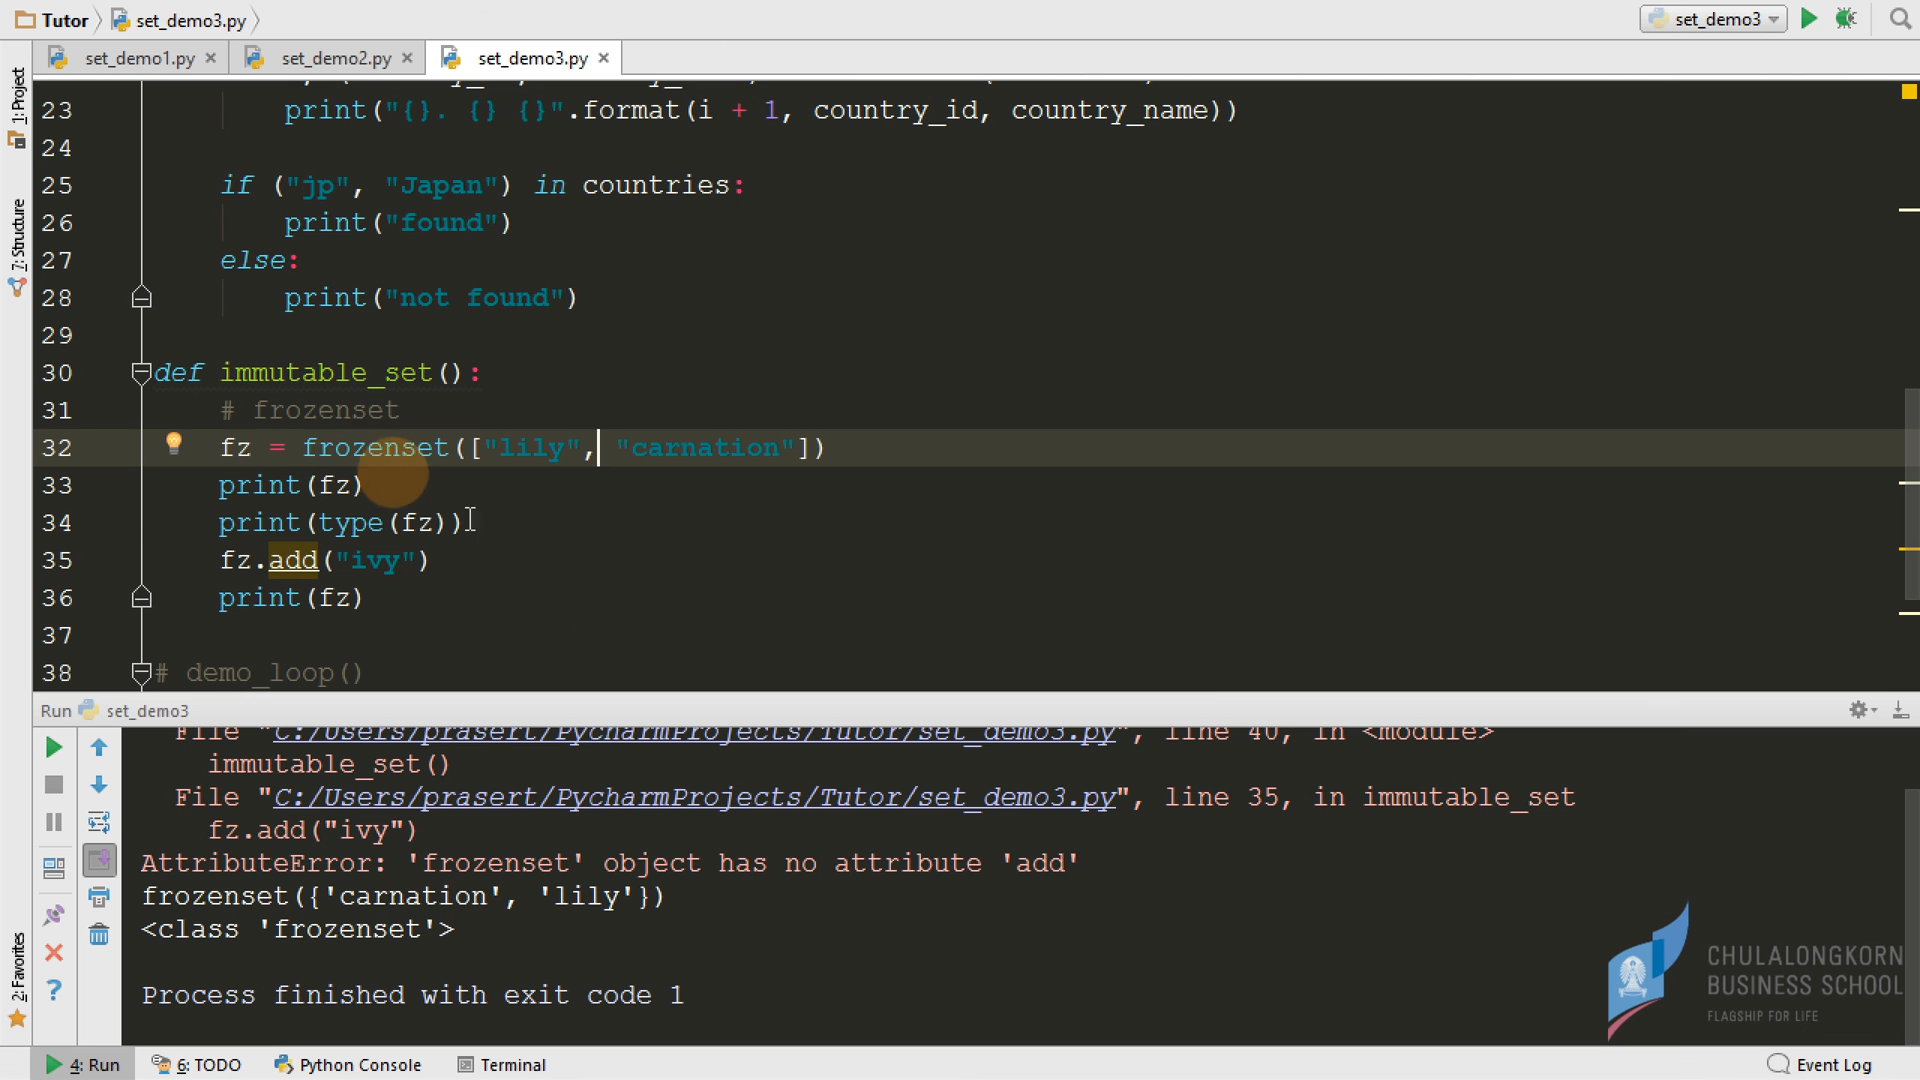 Tutor set_demo3.py set_demo3
set_demo1.py set_demo2.py set_demo3.py
1: Project
7: Structure
2: Favorites
23 print("{}. {} {}".format(i + 1, country_id, country_name))
24
25 if ("jp", "Japan") in countries:
26 print("found")
27 else:
28 print("not found")
29
30 def immutable_set():
31 # frozenset
32 fz = frozenset(["lily", "carnation"])
33 print(fz)
34 print(type(fz))
35 fz.add("ivy")
36 print(fz)
37
38 # demo_loop()
Run set_demo3
File "C:/Users/prasert/PycharmProjects/Tutor/set_demo3.py", line 40, in <module>
immutable_set()
File "C:/Users/prasert/PycharmProjects/Tutor/set_demo3.py", line 35, in immutable_set
fz.add("ivy")
AttributeError: 'frozenset' object has no attribute 'add'
frozenset({'carnation', 'lily'})
<class 'frozenset'>
Process finished with exit code 1
CHULALONGKORN
BUSINESS SCHOOL
FLAGSHIP FOR LIFE
4: Run 6: TODO Python Console Terminal Event Log